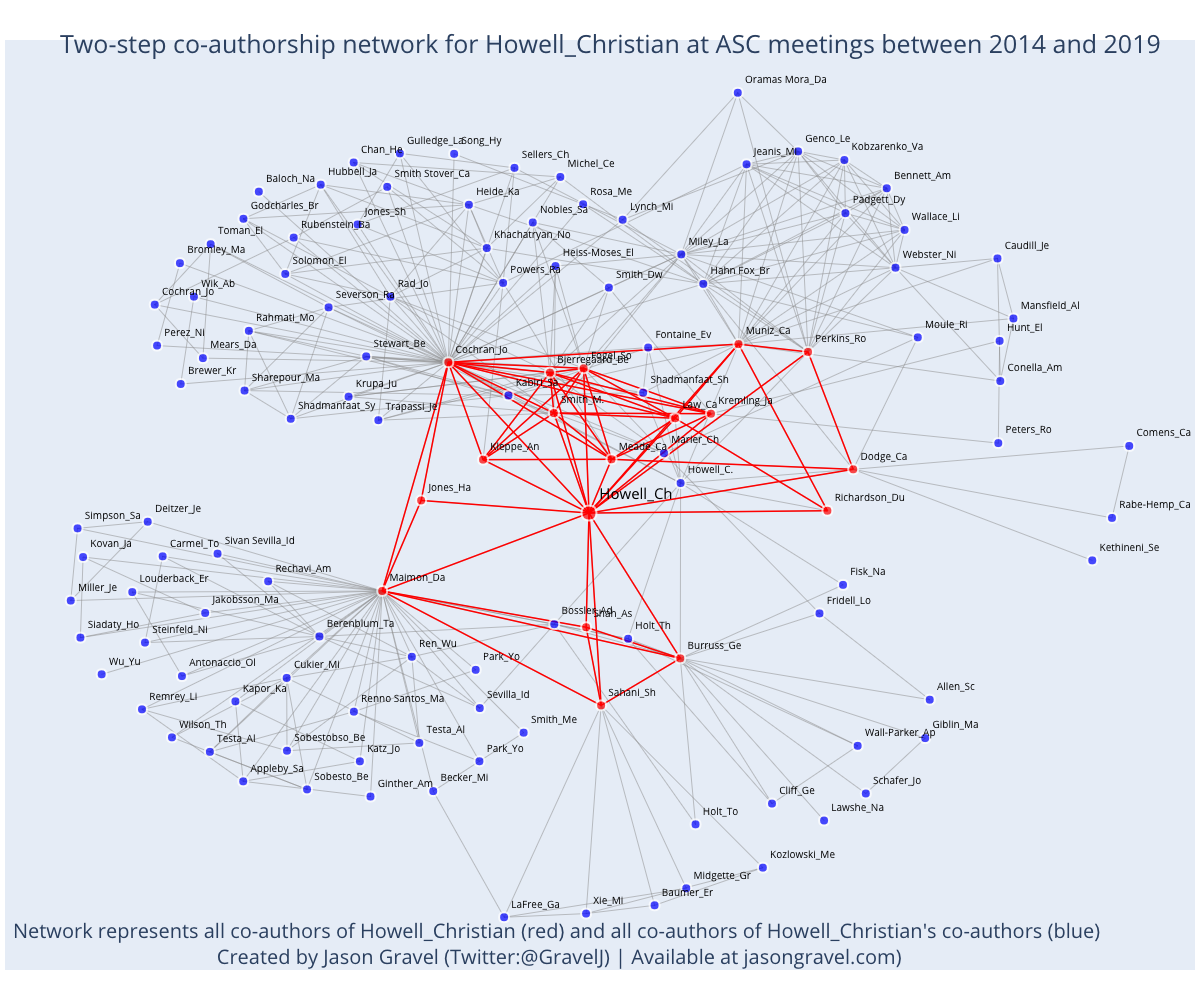 Two-step co-authorship network for Howell_Christian at ASC meetings between 2014 and 2019
Oramas Mora_Da
Gulledge_La
Song_Hy
Genco_Le
Chan_He
Jeanis_Mi
Kobzarenko_Va
Sellers_Ch
Michel_Ce
Hubbell_Ja
Smith Stover_Ca
Baloch_Na
Bennett_Am
Heide_Ka
Rosa_Me
Padgett_Dy
Godcharles_Br
Jones_Sh
Nobles_Sa
Lynch_Mi
Wallace_Li
Rubenstein_Ba
Toman_El
Khachatryan_No
Miley_La
Bromley_Ma
Heiss-Moses_El
Webster_Ni
Caudill_Je
Solomon_El
Powers_Ra
Smith_Dw
Hahn Fox_Br
Wik_Ab
Rad_Jo
Cochran_Jo
Severson_Ra
Mansfield_Al
Rahmati_Mo
Moule_Ri
Hunt_El
Perez_Ni
Fontaine_Ev
Muniz_Ca
Perkins_Ro
Stewart_Be
Cochran_Jo
Mears_Da
Bjerregaard_Be
Fogel_So
Conella_Am
Brewer_Kr
Sharepour_Ma
Krupa_Ju
Kabiri_Sa
Shadmanfaat_Sh
Shadmanfaat_Sy
Trapassi_Je
Smith_M.
Law_Ca
Kremling_Ja
Peters_Ro
Comens_Ca
Kleppe_An
Meade_Ca
Marier_Ch
Dodge_Ca
Howell_C.
Jones_Ha
Howell_Ch
Richardson_Du
Rabe-Hemp_Ca
Simpson_Sa
Deitzer_Je
Kovan_Ja
Carmel_To
Sivan Sevilla_Id
Kethineni_Se
Rechavi_Am
Maimon_Da
Fisk_Na
Miller_Je
Louderback_Er
Jakobsson_Ma
Fridell_Lo
Siadaty_Ho
Steinfeld_Ni
Berenblum_Ta
Bossler_Ad
Shah_As
Holt_Th
Ren_Wu
Burruss_Ge
Wu_Yu
Antonaccio_Ol
Cukier_Mi
Park_Yo
Remrey_Li
Kapor_Ka
Renno Santos_Ma
Sevilla_Id
Sahani_Sh
Allen_Sc
Wilson_Th
Testa_Al
Sobestobso_Be
Testa_Al
Smith_Me
Wall-Parker_Ap
Giblin_Ma
Katz_Jo
Park_Yo
Appleby_Sa
Sobesto_Be
Ginther_Am
Becker_Mi
Cliff_Ge
Schafer_Jo
Holt_To
Lawshe_Na
Kozlowski_Me
Midgette_Gr
LaFree_Ga
Xie_Mi
Baumer_Er
Network represents all co-authors of Howell_Christian (red) and all co-authors of Howell_Christian's co-authors (blue)
Created by Jason Gravel (Twitter:@GravelJ) | Available at jasongravel.com)